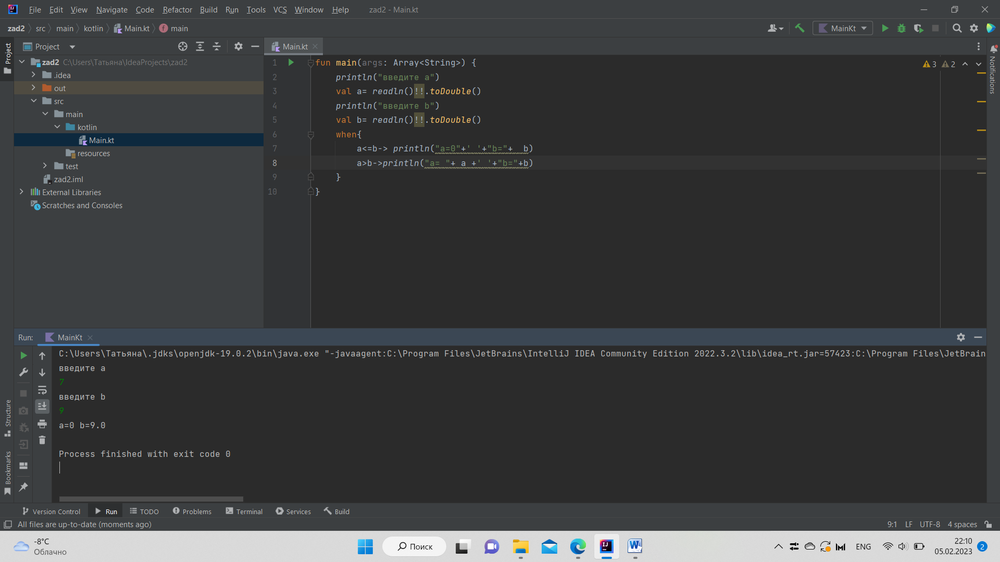 File Edit View Navigate Code Refactor Build Run Tools VCS Window Help zad2 - Main.kt
zad2 src main kotlin Main.kt main MainKt
Project
Project
Main.kt
zad2 C:\Users\Татьяна\IdeaProjects\zad2
.idea
out
src
main
kotlin
Main.kt
resources
test
zad2.iml
External Libraries
Scratches and Consoles
1 fun main(args: Array<String>) {
2 println("введите a")
3 val a= readln()!!.toDouble()
4 println("введите b")
5 val b= readln()!!.toDouble()
6 when{
7 a<=b-> println("a=0"+' '+"b="+  b)
8 a>b->println("a= "+ a +' '+"b="+b)
9 }
10 }
3 2
Notifications
Run: MainKt
C:\Users\Татьяна\.jdks\openjdk-19.0.2\bin\java.exe "-javaagent:C:\Program Files\JetBrains\IntelliJ IDEA Community Edition 2022.3.2\lib\idea_rt.jar=57423:C:\Program Files\JetBrain
введите a
7
введите b
9
a=0 b=9.0
Process finished with exit code 0
Structure
Bookmarks
Version Control Run TODO Problems Terminal Services Build
All files are up-to-date (moments ago) 9:1 LF UTF-8 4 spaces
-8°C
Облачно
Поиск
ENG
22:10
05.02.2023
2